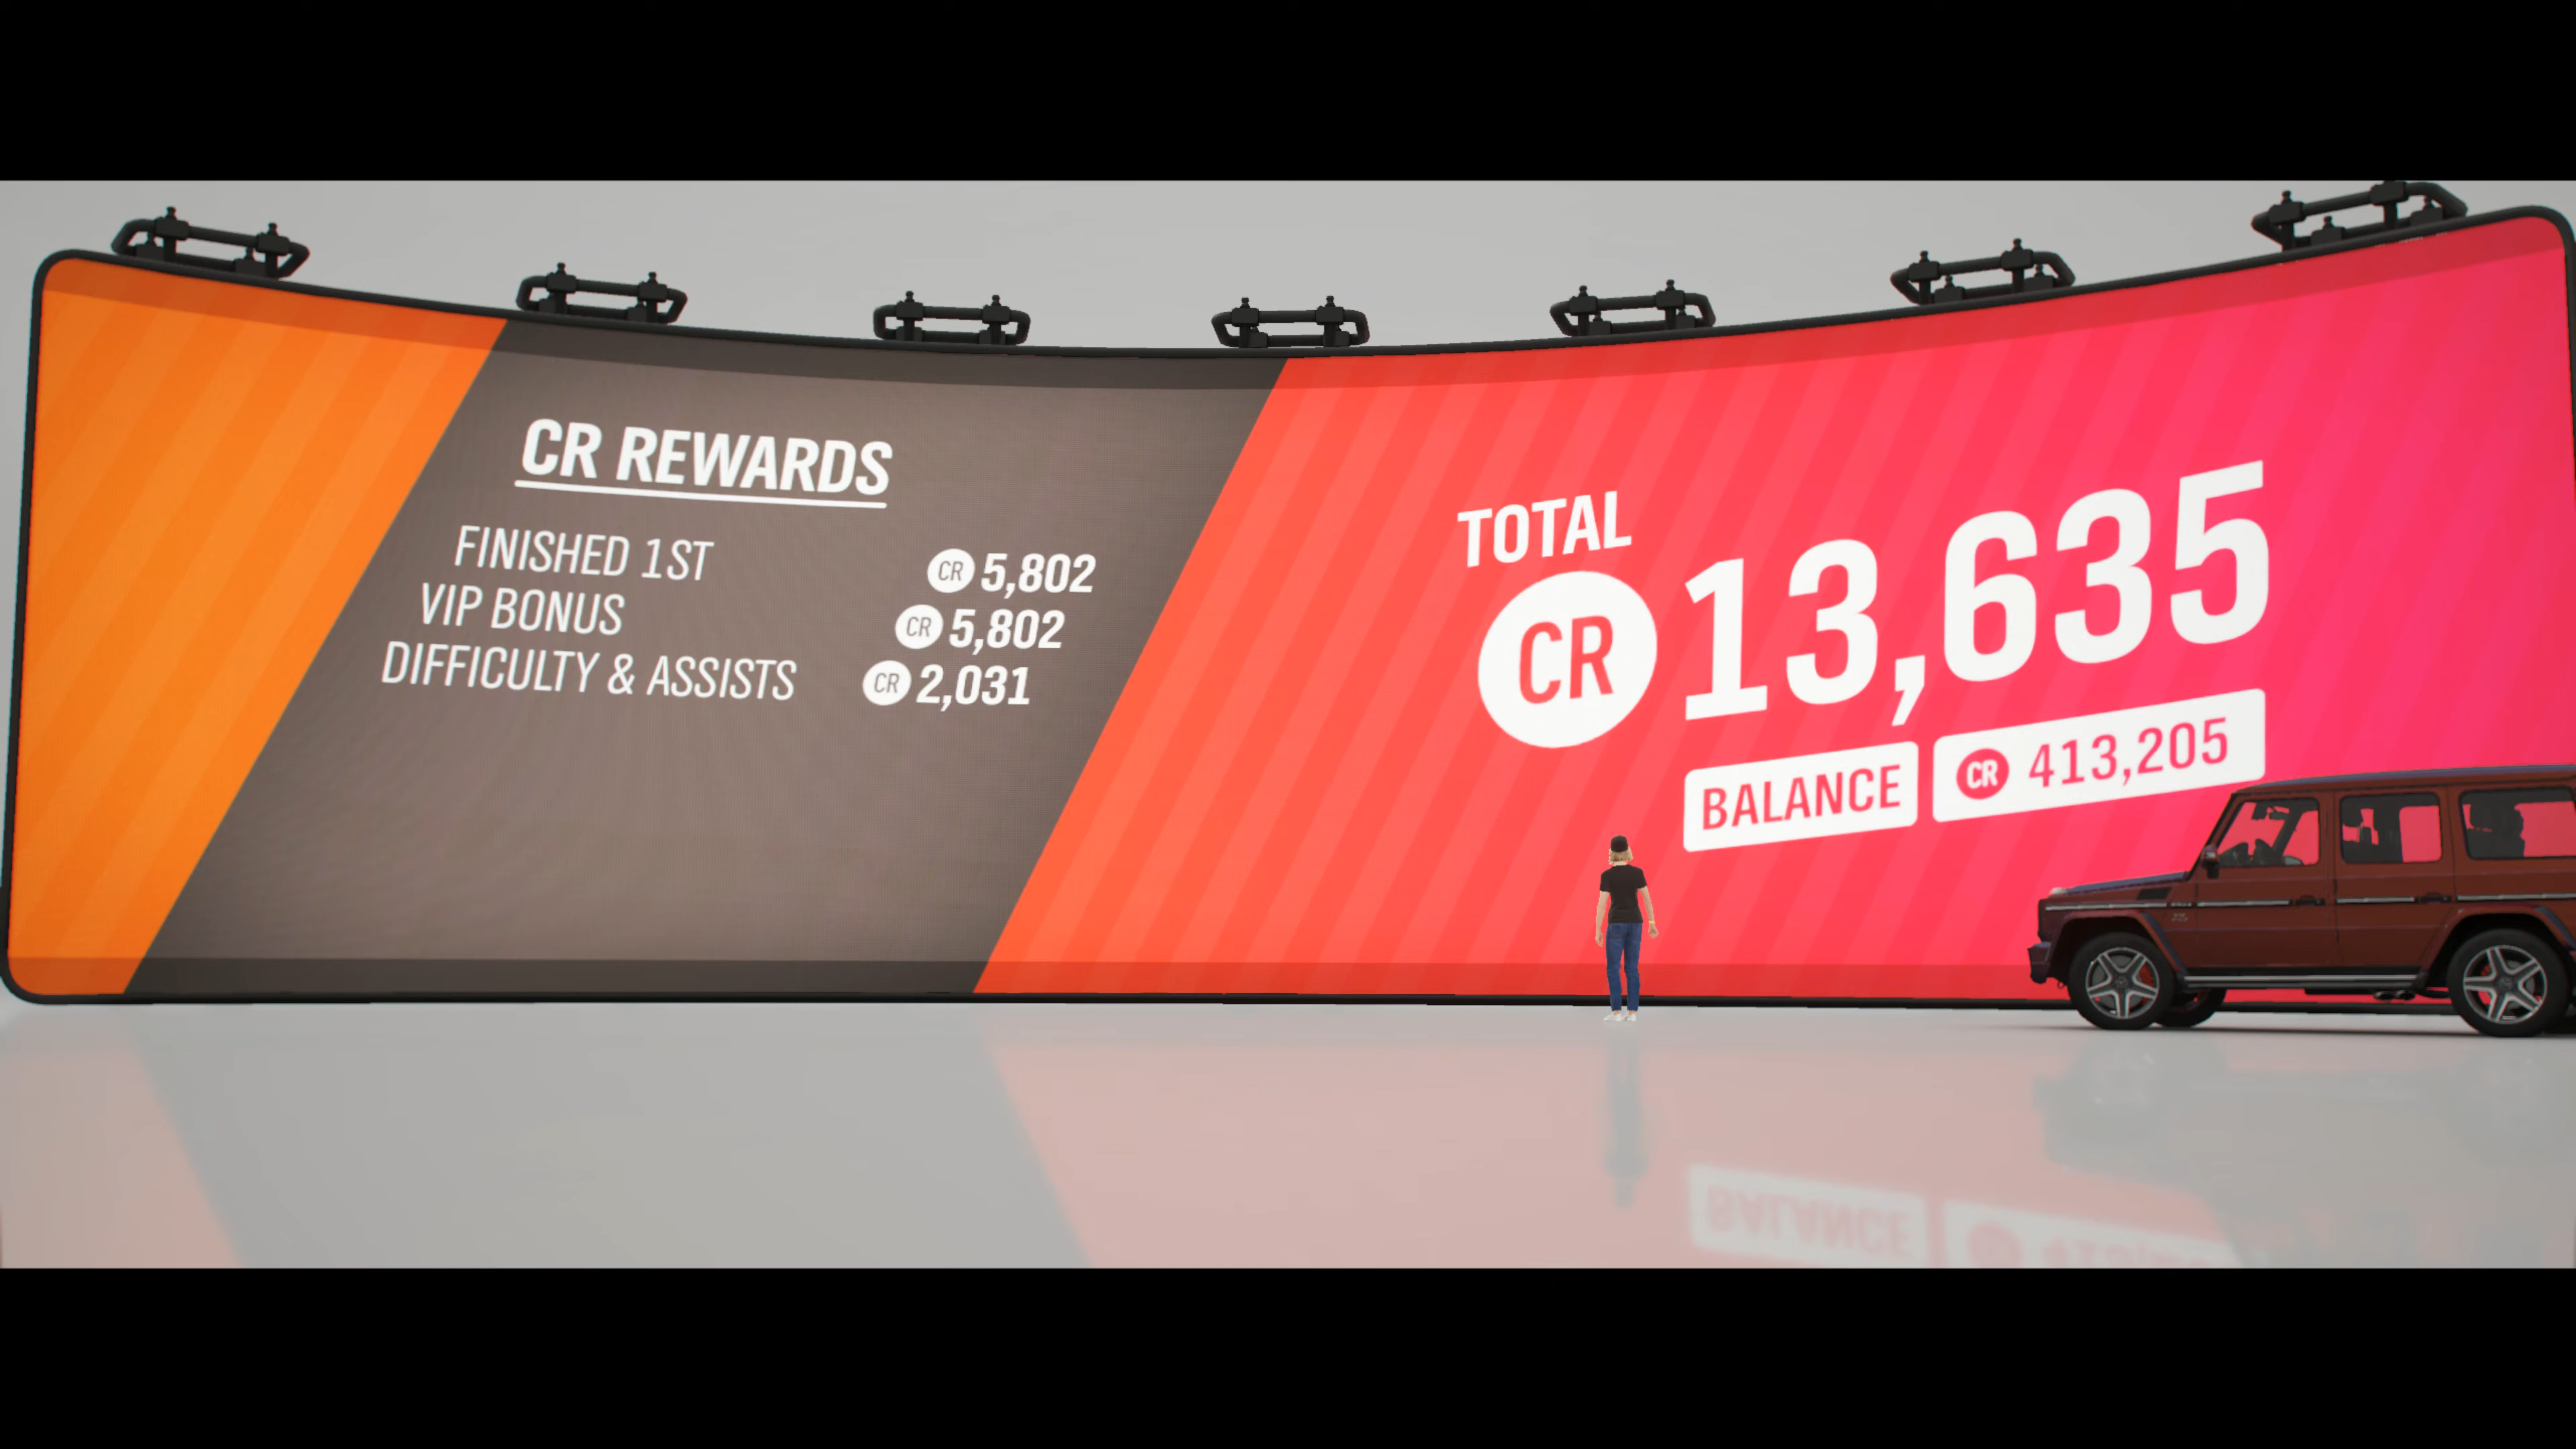 CR REWARDS
FINISHED 1ST CR 5,802
VIP BONUS CR 5,802
DIFFICULTY & ASSISTS CR 2,031
TOTAL
CR 13,635
BALANCE CR 413,205